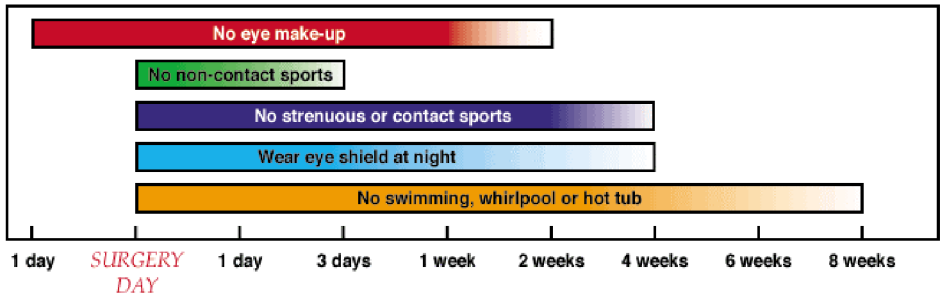 No eye make-up
No non-contact sports
No strenuous or contact sports
Wear eye shield at night
No swimming, whirlpool or hot tub
1 day SURGERY 1 day 3 days 1 week 2 weeks 4 weeks 6 weeks 8 weeks
DAY